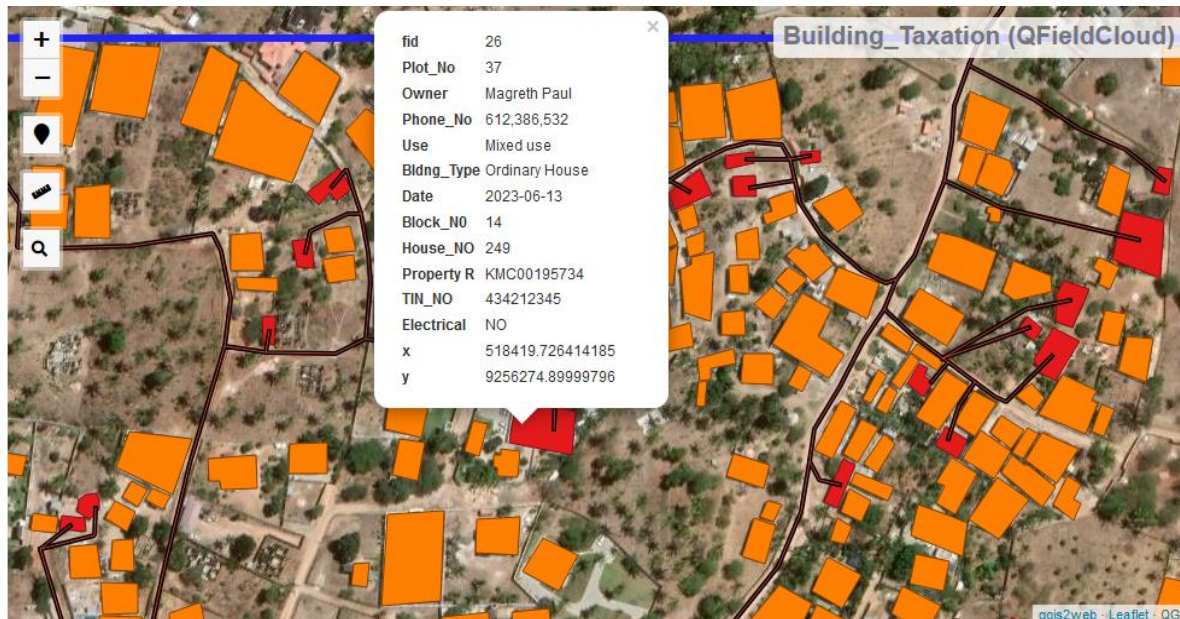 +
Building_Taxation (QFieldCloud)
−
×
fid 26
Plot_No 37
Owner Magreth Paul
Phone_No 612,386,532
Use Mixed use
Bldng_Type Ordinary House
Date 2023-06-13
Block_N0 14
House_NO 249
Property R KMC00195734
TIN_NO 434212345
Electrical NO
x 518419.726414185
y 9256274.89999796
qgis2web · Leaflet · QG